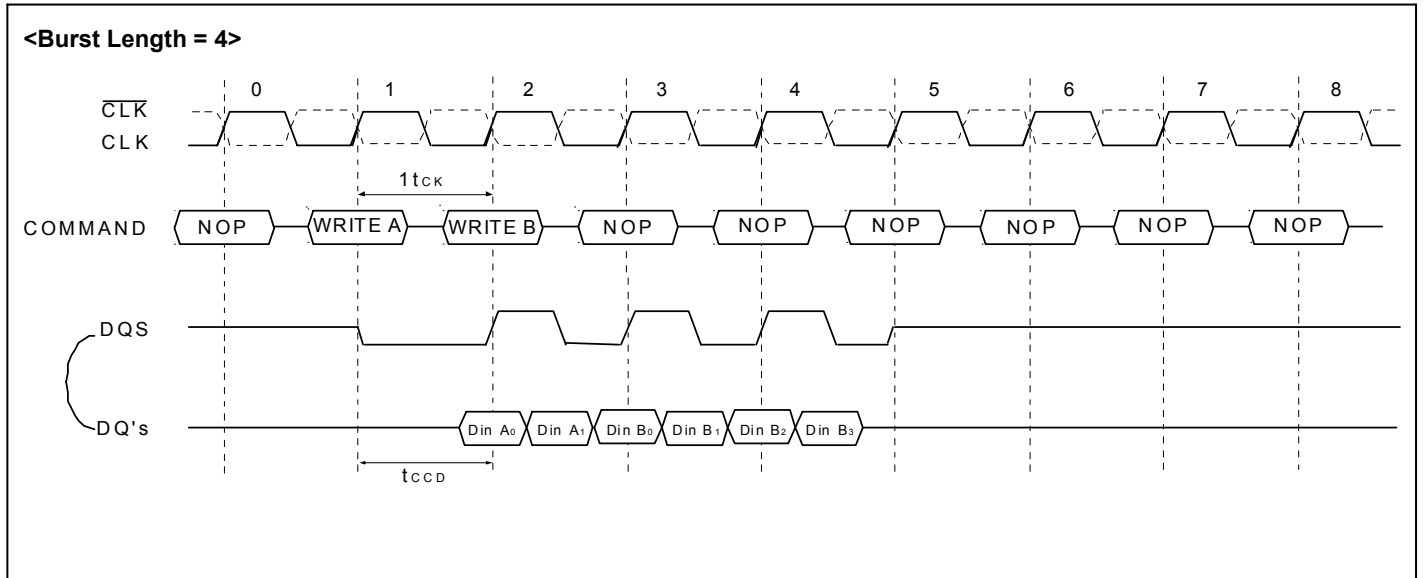 <Burst Length = 4>
0 1 2 3 4 5 6 7 8
CLK
CLK
1tCK
COMMAND NOP WRITE A WRITE B NOP NOP NOP NOP NOP NOP
DQS
DQ's Din A0 Din A1 Din B0 Din B1 Din B2 Din B3
tCCD